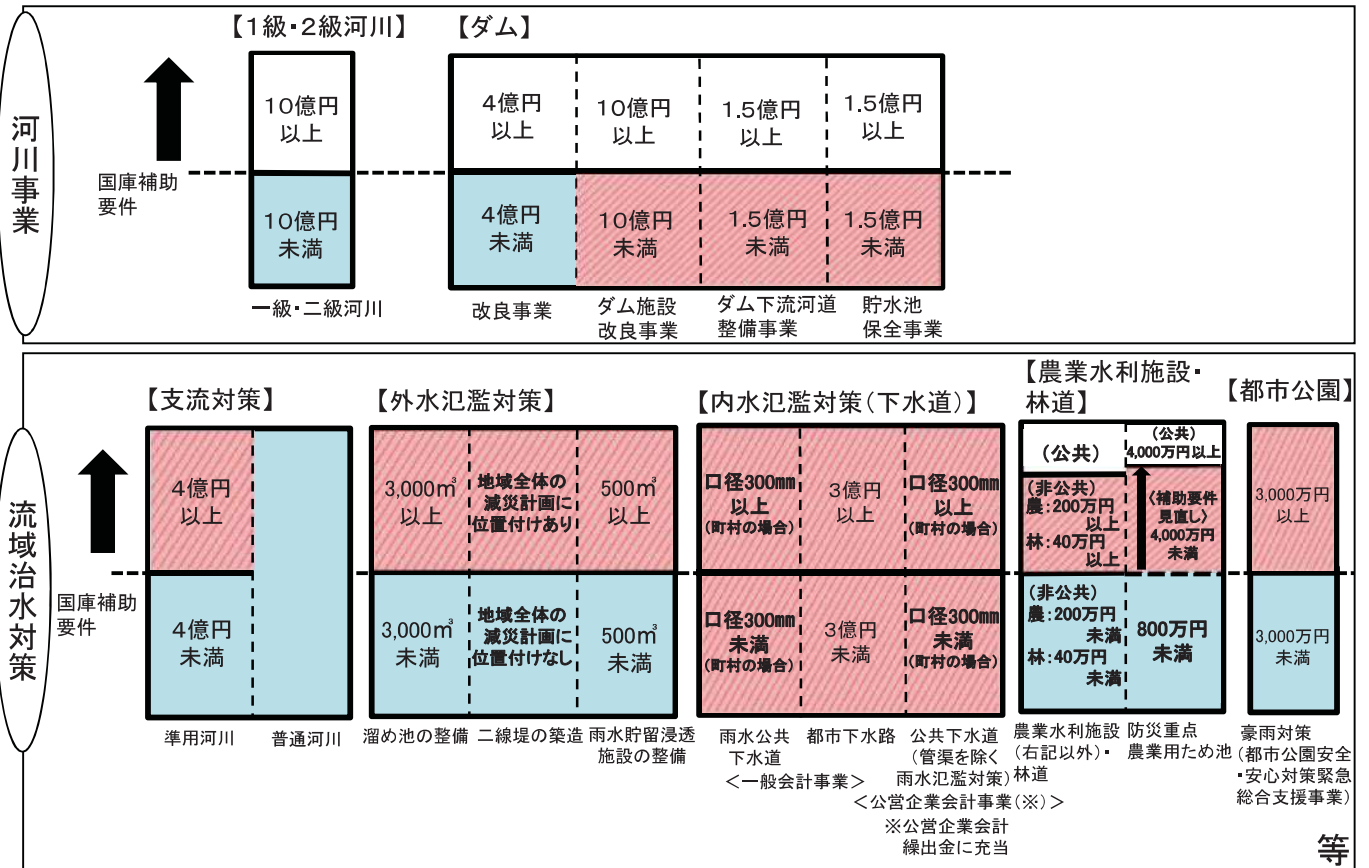 河川事業
【1級・2級河川】
【ダム】
国庫補助
要件
10億円
以上
10億円
未満
一級・二級河川
4億円
以上
10億円
以上
1.5億円
以上
1.5億円
以上
4億円
未満
10億円
未満
1.5億円
未満
1.5億円
未満
改良事業
ダム施設
改良事業
ダム下流河道
整備事業
貯水池
保全事業
流域治水対策
国庫補助
要件
【支流対策】
4億円
以上
4億円
未満
準用河川
普通河川
【外水氾濫対策】
3,000㎥
以上
地域全体の
減災計画に
位置付けあり
500㎥
以上
3,000㎥
未満
地域全体の
減災計画に
位置付けなし
500㎥
未満
溜め池の整備
二線堤の築造
雨水貯留浸透
施設の整備
【内水氾濫対策(下水道)】
口径300mm
以上
(町村の場合)
3億円
以上
口径300mm
以上
(町村の場合)
口径300mm
未満
(町村の場合)
3億円
未満
口径300mm
未満
(町村の場合)
雨水公共
下水道
都市下水路
公共下水道
(管渠を除く
雨水氾濫対策)
<一般会計事業>
<公営企業会計事業(※)>
※公営企業会計
繰出金に充当
【農業水利施設・
林道】
(公共)
(非公共)
農:200万円
以上
林:40万円
以上
(公共)
4,000万円以上
〈補助要件
見直し〉
4,000万円
未満
(非公共)
農:200万円
未満
林:40万円
未満
800万円
未満
農業水利施設
(右記以外)・
林道
防災重点
農業用ため池
【都市公園】
3,000万円
以上
3,000万円
未満
豪雨対策
(都市公園安全
・安心対策緊急
総合支援事業)
等